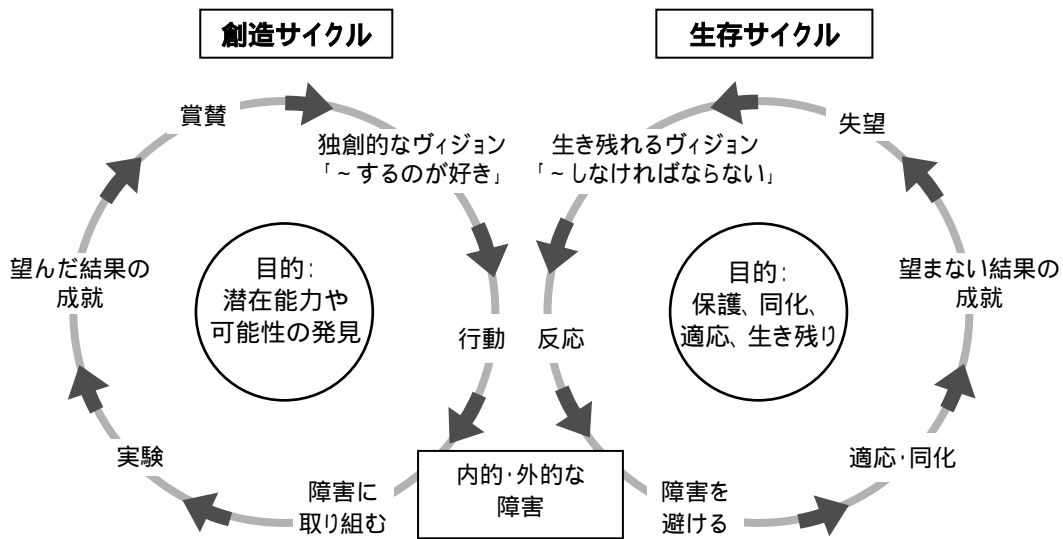 創造サイクル
賞賛
独創的なヴィジョン
「~するのが好き」
行動
障害に
取り組む
実験
望んだ結果の
成就
目的:
潜在能力や
可能性の発見
内的・外的な
障害
生存サイクル
失望
生き残れるヴィジョン
「~しなければならない」
反応
障害を
避ける
適応・同化
望まない結果の
成就
目的:
保護、同化、
適応、生き残り